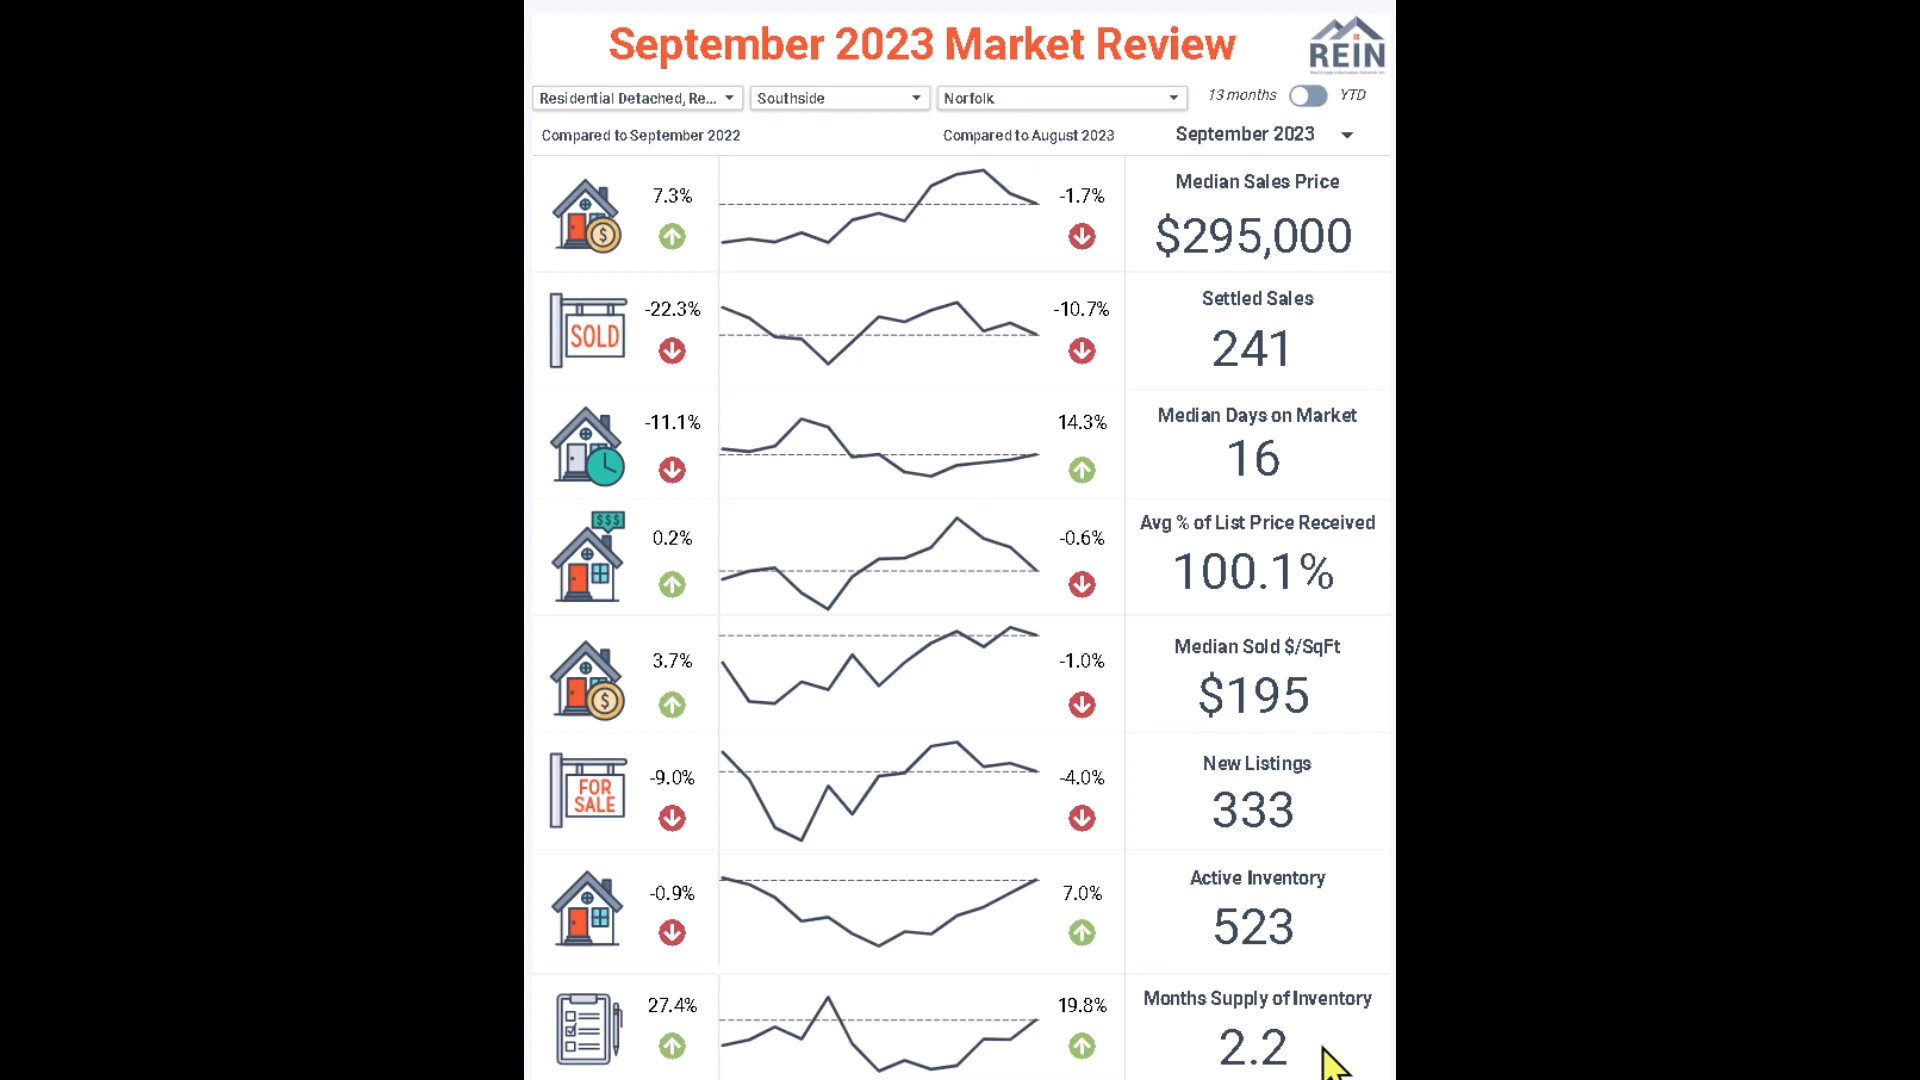 September 2023 Market Review
REIN
Residential Detached, Re...
Southside
Norfolk
13 months
YTD
Compared to September 2022
Compared to August 2023
September 2023
7.3%
-1.7%
Median Sales Price
$295,000
SOLD
-22.3%
-10.7%
Settled Sales
241
-11.1%
14.3%
Median Days on Market
16
$$$
0.2%
-0.6%
Avg % of List Price Received
100.1%
3.7%
-1.0%
Median Sold $/SqFt
$195
FOR
SALE
-9.0%
-4.0%
New Listings
333
-0.9%
7.0%
Active Inventory
523
27.4%
19.8%
Months Supply of Inventory
2.2